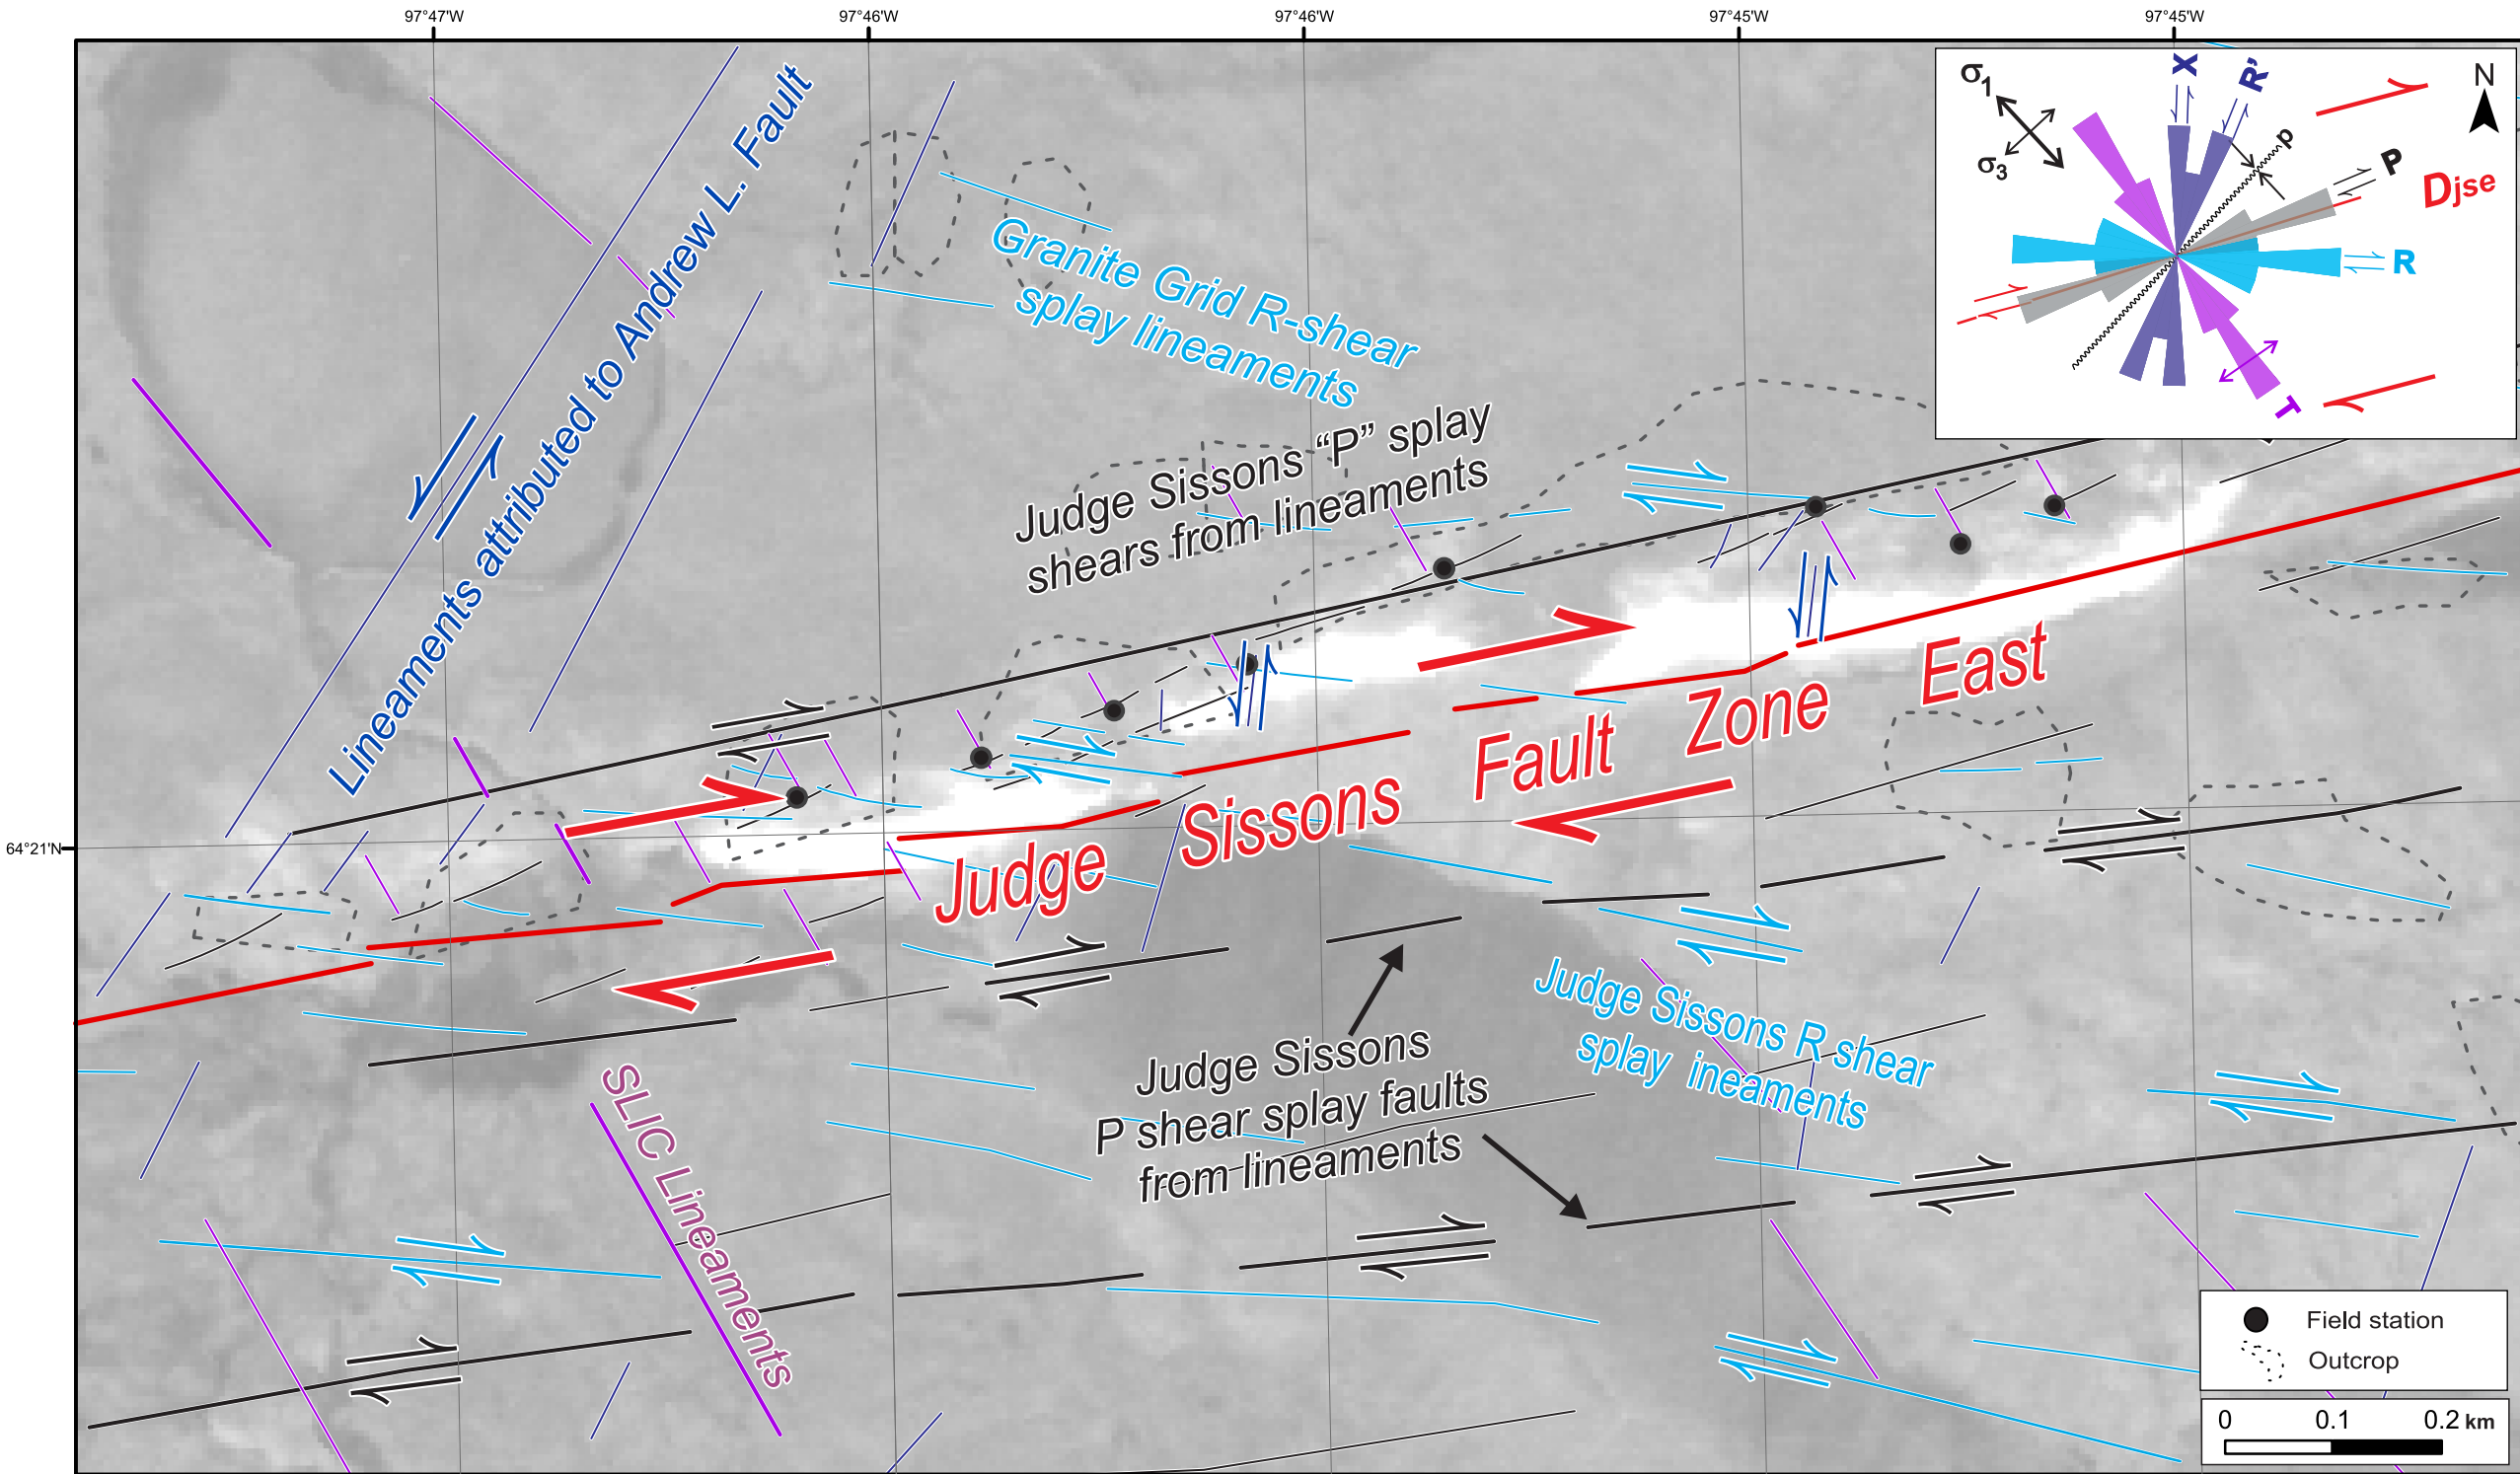 97°47'W
97°46'W
97°46'W
97°45'W
97°45'W
64°21'N
σ1
σ3
X
R'
p
P
N
Djse
R
T
Lineaments attributed to Andrew L. Fault
Granite Grid R-shear
splay lineaments
Judge Sissons “P” splay
shears from lineaments
Judge Sissons Fault Zone East
Judge Sissons R shear
splay ineaments
Judge Sissons
P shear splay faults
from lineaments
SLIC Lineaments
Field station
Outcrop
0 0.1 0.2 km